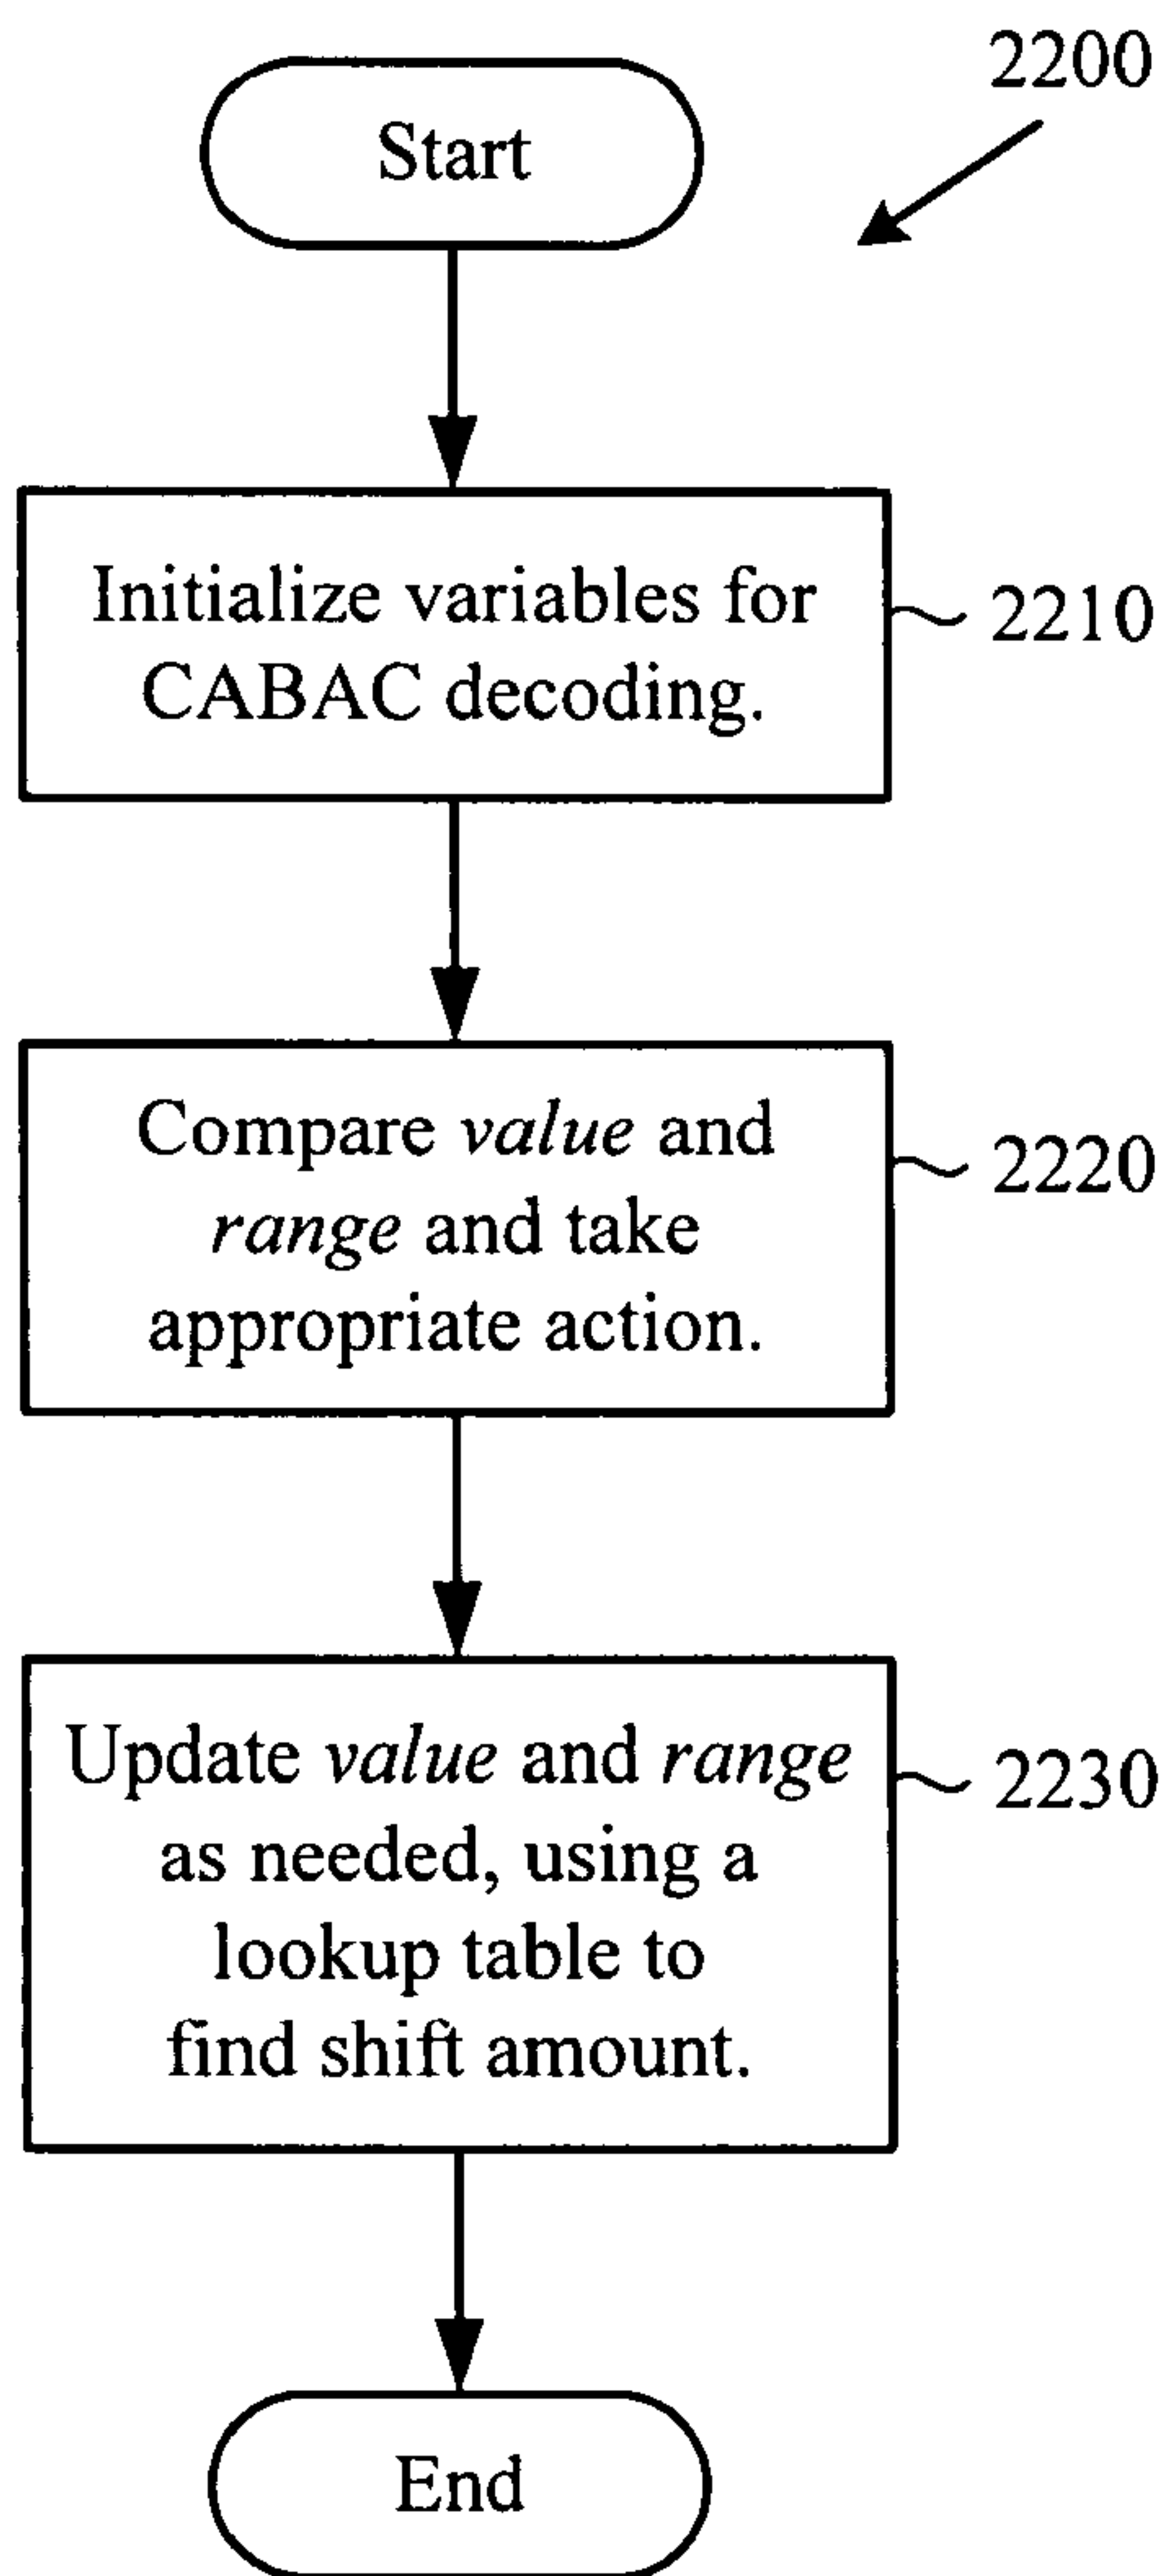 2200
Start
Initialize variables for
CABAC decoding.
2210
Compare value and
range and take
appropriate action.
2220
Update value and range
as needed, using a
lookup table to
find shift amount.
2230
End